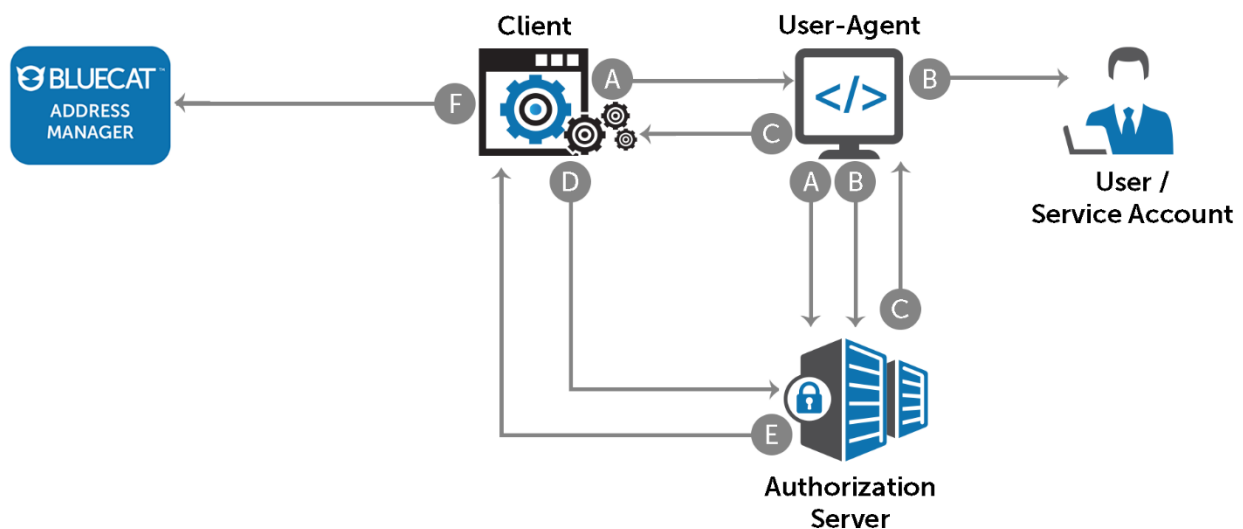 Client
User-Agent
BLUECAT™
ADDRESS
MANAGER
F
A
C
</>
B
D
A
B
User /
Service Account
C
E
Authorization
Server